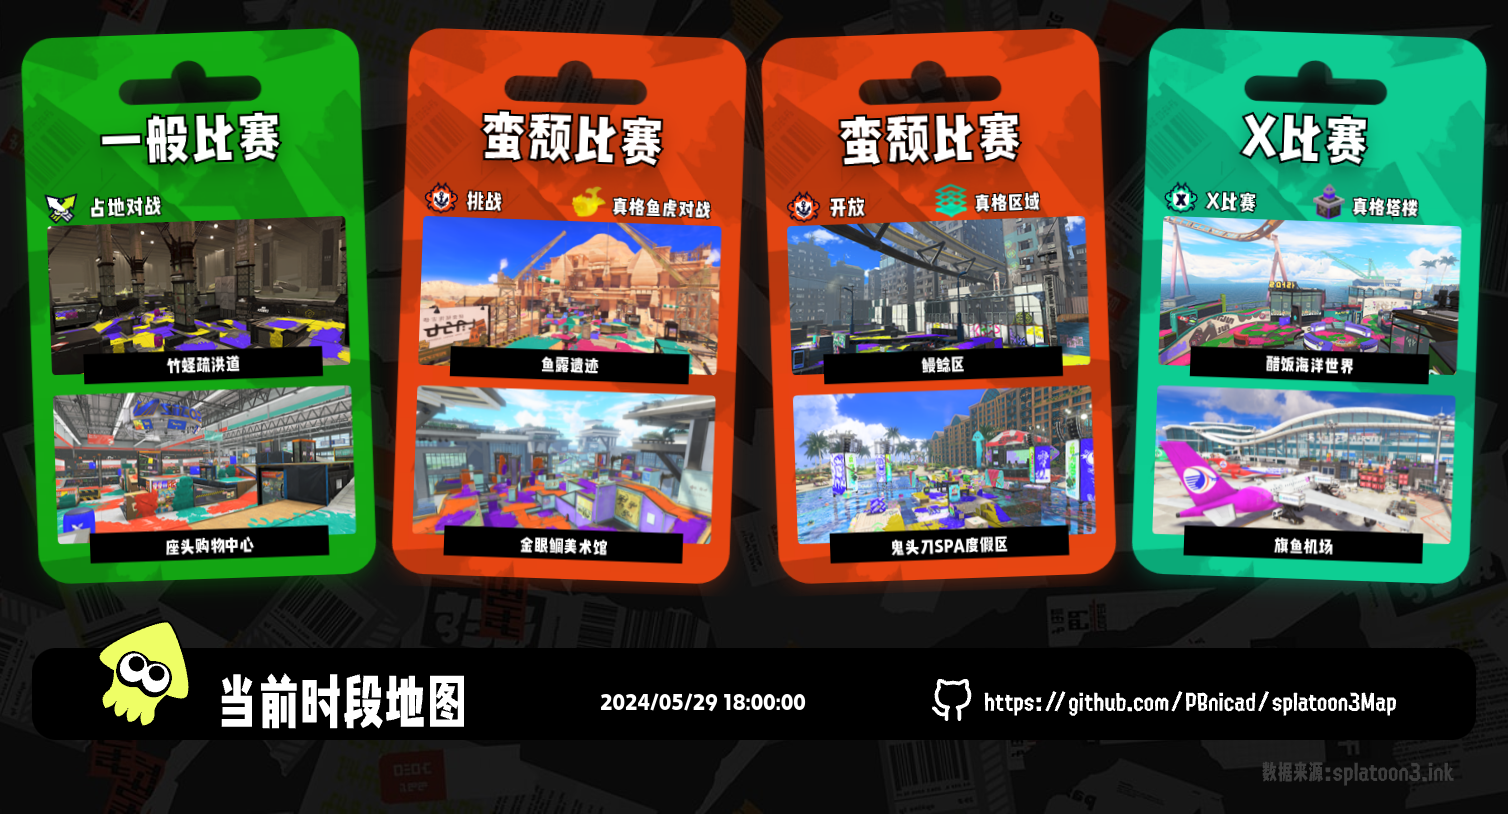 一般比赛
占地对战
竹蛏疏洪道
座头购物中心
蛮颓比赛
挑战
真格鱼虎对战
鱼露遗迹
金眼鲷美术馆
蛮颓比赛
开放
真格区域
鳗鲶区
鬼头刀SPA度假区
X比赛
X比赛
真格塔楼
醋饭海洋世界
旗鱼机场
当前时段地图
2024/05/29 18:00:00
https://github.com/PBnicad/splatoon3Map
数据来源:splatoon3.ink